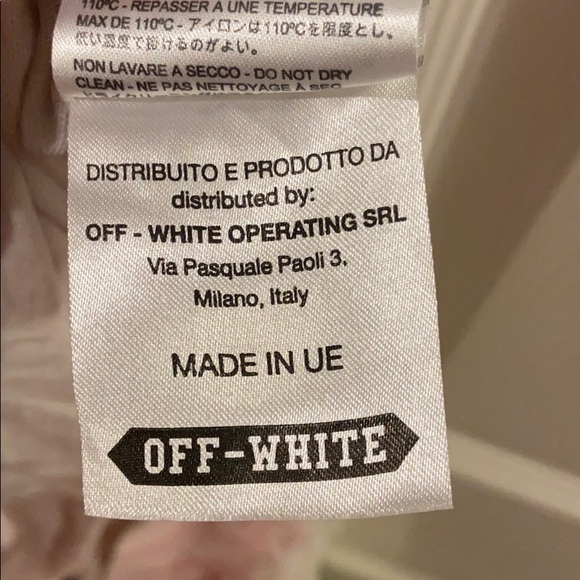 110ºC - REPASSER A UNE TEMPERATURE
MAX DE 110ºC - アイロンは110ºCを限度とし、
低い温度で掛けるのがよい。
NON LAVARE A SECCO - DO NOT DRY
CLEAN - NE PAS NETTOYAGE A SEC
DISTRIBUITO E PRODOTTO DA
distributed by:
OFF - WHITE OPERATING SRL
Via Pasquale Paoli 3,
Milano, Italy
MADE IN UE
OFF-WHITE